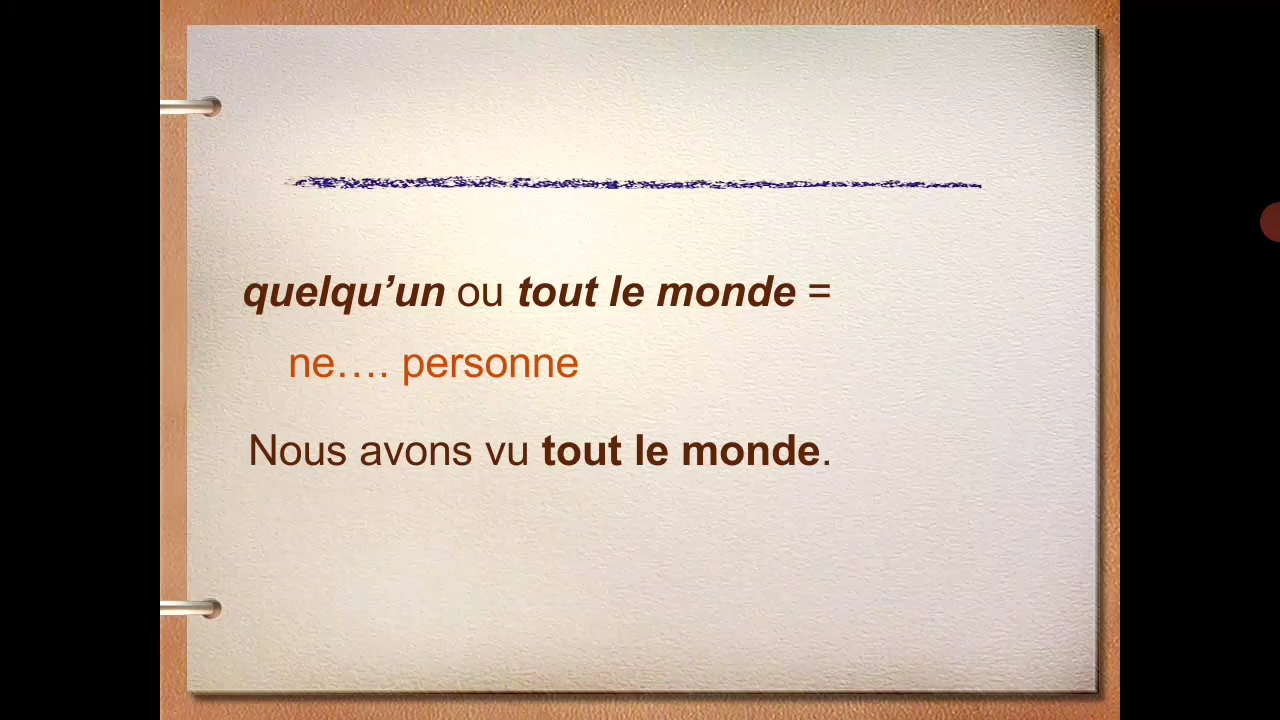 quelqu’un ou tout le monde =
ne…. personne
Nous avons vu tout le monde.